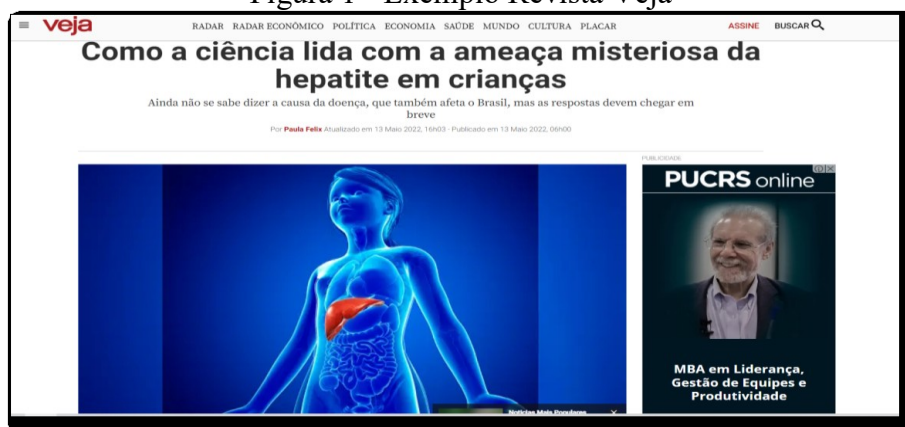 Figura 1 - Exemplo Revista Veja
veja
RADAR RADAR ECONÔMICO POLÍTICA ECONOMIA SAÚDE MUNDO CULTURA PLACAR
ASSINE
BUSCAR
Como a ciência lida com a ameaça misteriosa da
hepatite em crianças
Ainda não se sabe dizer a causa da doença, que também afeta o Brasil, mas as respostas devem chegar em
breve
Por Paula Felix Atualizado em 13 Maio 2022, 16h03 - Publicado em 13 Maio 2022, 06h00
PUBLICIDADE
PUCRS online
MBA em Liderança,
Gestão de Equipes e
Produtividade
Notícias Mais Populares